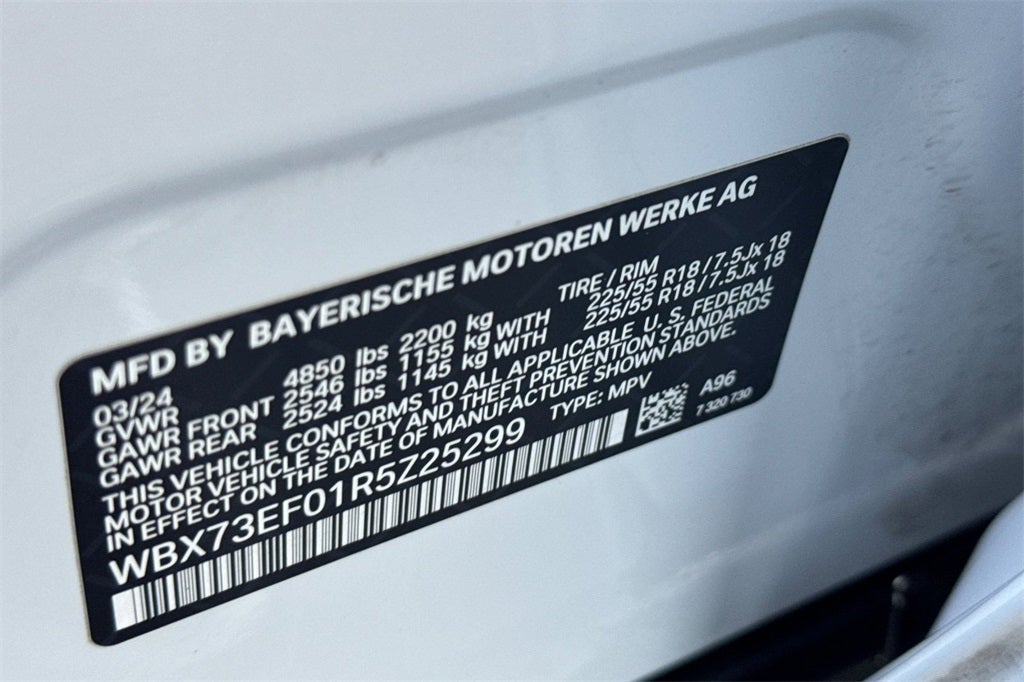 MFD BY BAYERISCHE MOTOREN WERKE AG
03/24 TIRE / RIM
GVWR 4850 lbs 2200 kg
GAWR FRONT 2546 lbs 1155 kg WITH 225/55 R18 / 7.5Jx 18
GAWR REAR 2524 lbs 1145 kg WITH 225/55 R18 / 7.5Jx 18
THIS VEHICLE CONFORMS TO ALL APPLICABLE U. S. FEDERAL
MOTOR VEHICLE SAFETY AND THEFT PREVENTION STANDARDS
IN EFFECT ON THE DATE OF MANUFACTURE SHOWN ABOVE.
WBX73EF01R5Z25299 TYPE: MPV A96
7 320 730